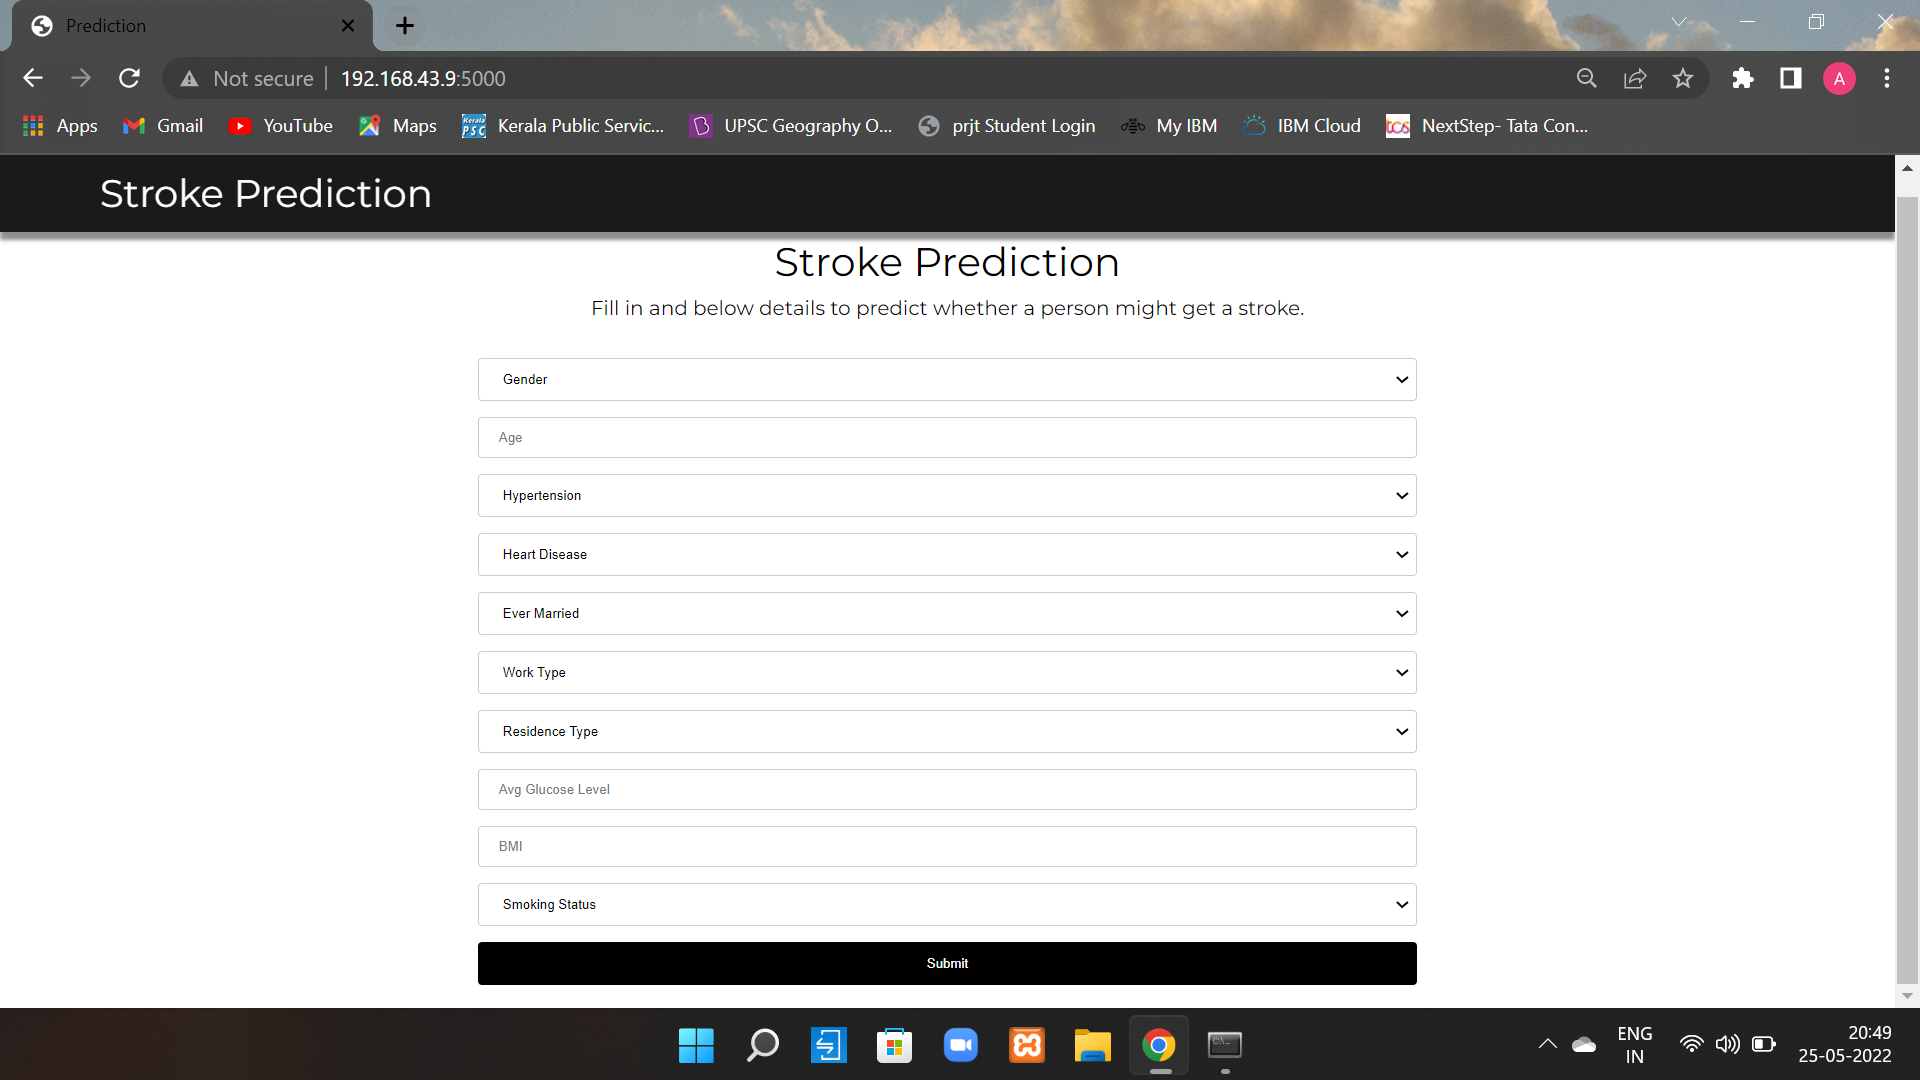 Prediction
Not secure
192.168.43.9:5000
A
Apps
Gmail
YouTube
Maps
Kerala PSC
Kerala Public Servic...
UPSC Geography O...
prjt Student Login
My IBM
IBM Cloud
tcs
NextStep- Tata Con...
Stroke Prediction
Stroke Prediction
Fill in and below details to predict whether a person might get a stroke.
Gender
Age
Hypertension
Heart Disease
Ever Married
Work Type
Residence Type
Avg Glucose Level
BMI
Smoking Status
Submit
ENG
IN
20:49
25-05-2022